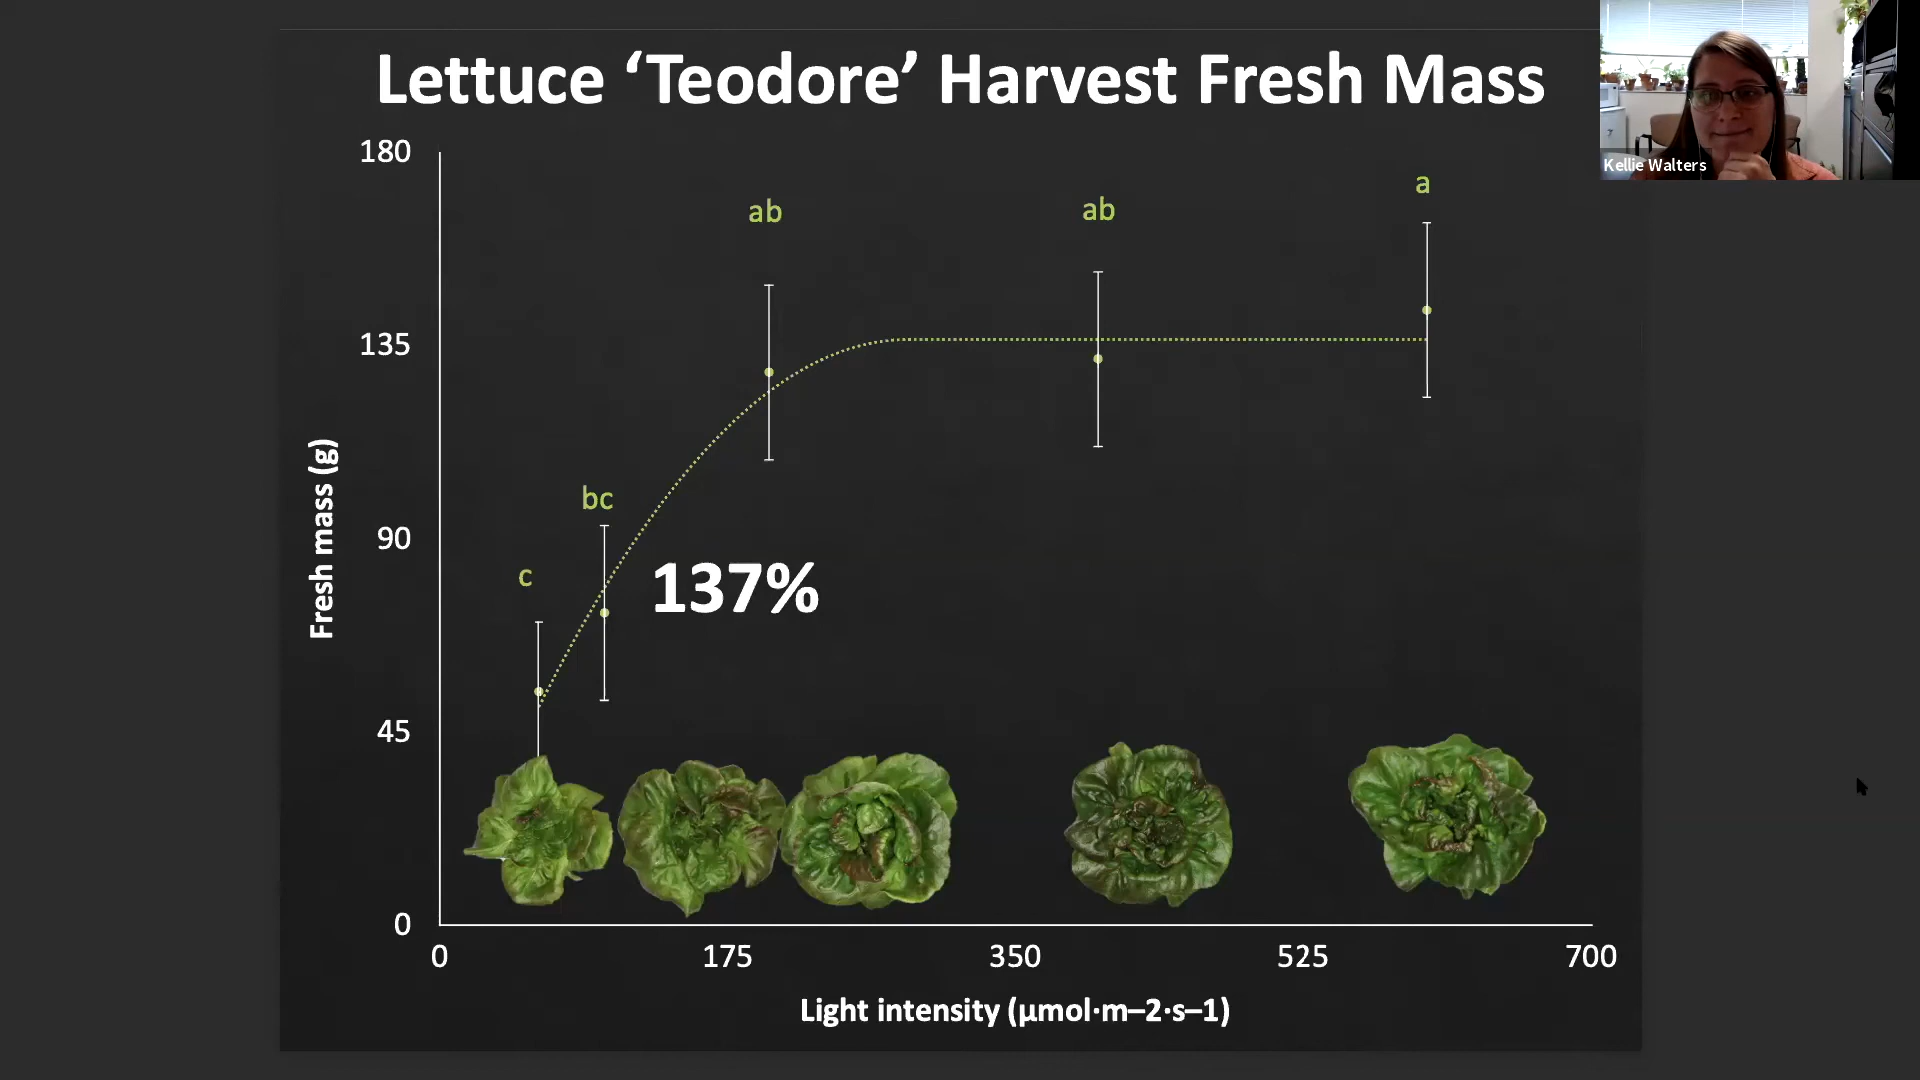 Lettuce ‘Teodore’ Harvest Fresh Mass
Kellie Walters
180
135
90
45
0
Fresh mass (g)
c
bc
ab
ab
a
137%
0
175
350
525
700
Light intensity (µmol·m–2·s–1)